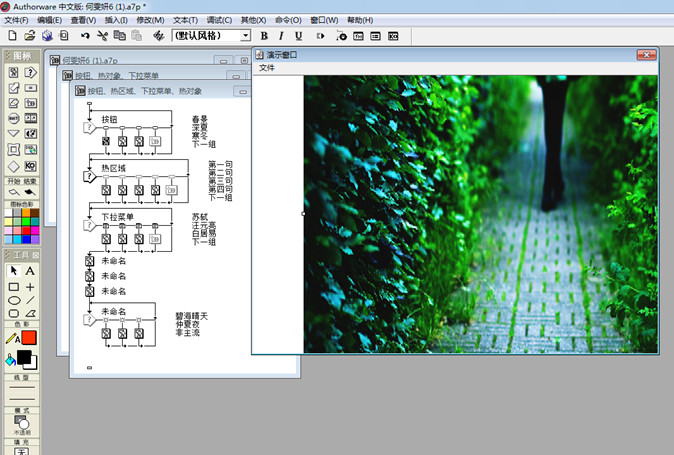 Authorware 中文版: 何雯妍6 (1).a7p *
文件(F) 编辑(E) 查看(V) 插入(I) 修改(M) 文本(T) 调试(C) 其他(X) 命令(O) 窗口(W) 帮助(H)
(默认风格)
B I U
图标
何雯妍6 (1).a7p
按钮、热对象、下拉菜单
按钮、热区域、下拉菜单、热对象
演示窗口
文件
按钮
春景
深夏
寒冬
下一组
热区域
第一句
第二句
第三句
第四句
下一组
下拉菜单
苏轼
汪元亮
白居易
下一组
未命名
未命名
未命名
未命名
碧海晴天
仲夏夜
非主流
开始 结束
图标色彩
工具
A
色彩
A
线型
模式
不透明
填充
无